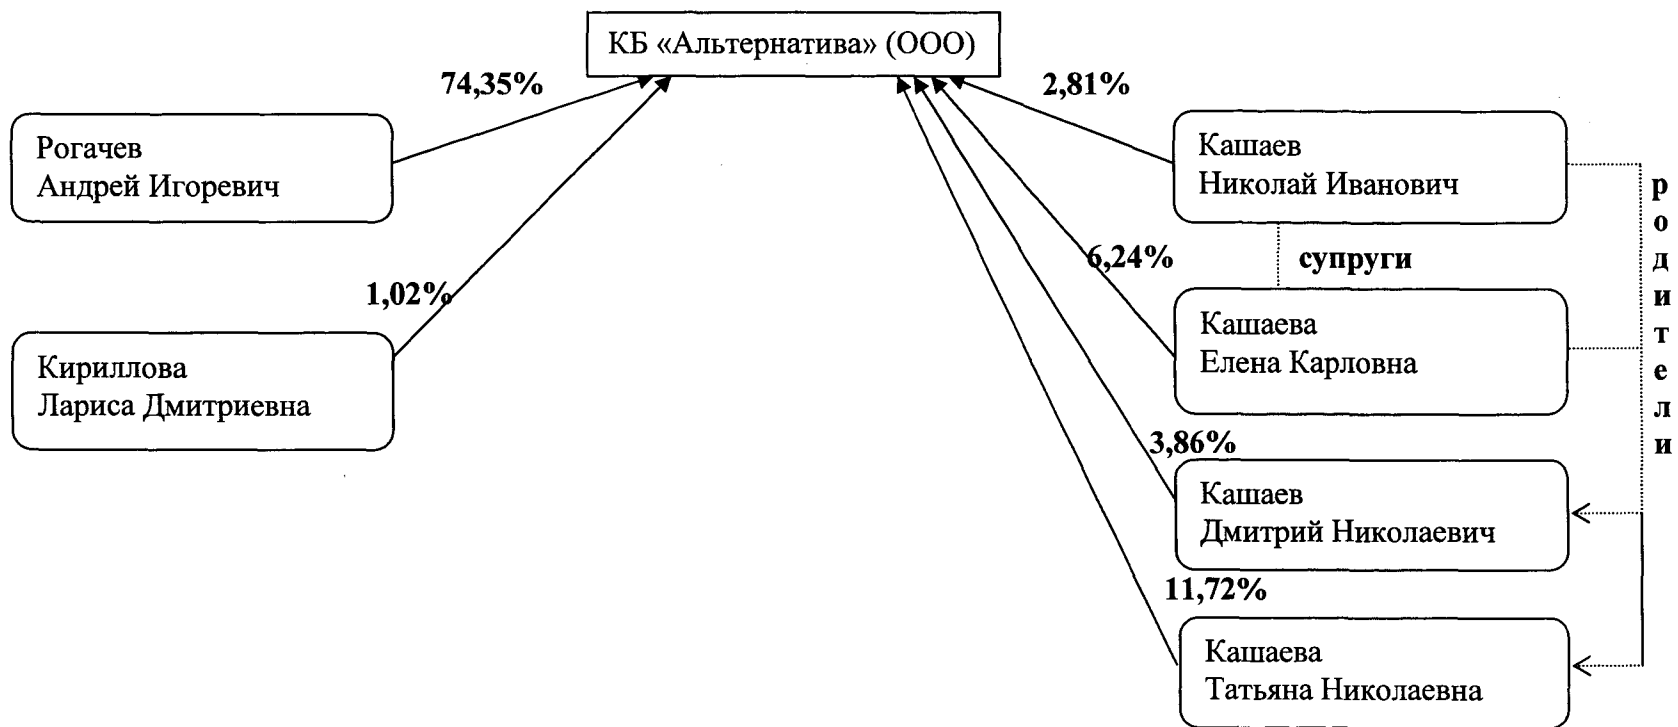 КБ «Альтернатива» (ООО)
74,35%
2,81%
Рогачев
Андрей Игоревич
Кашаев
Николай Иванович
родители
6,24%
супруги
1,02%
Кашаева
Елена Карловна
Кириллова
Лариса Дмитриевна
3,86%
Кашаев
Дмитрий Николаевич
11,72%
Кашаева
Татьяна Николаевна